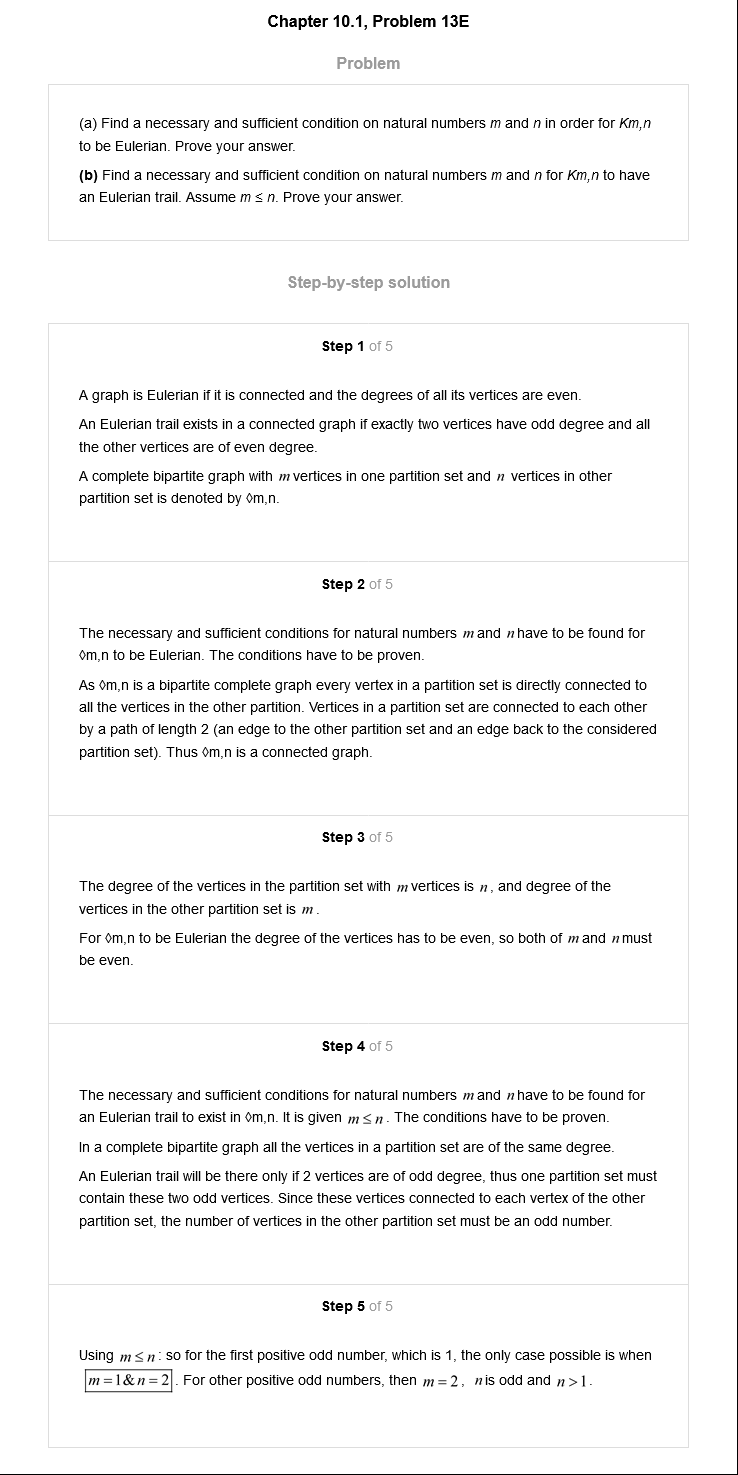 Chapter 10.1, Problem 13E
Problem
(a) Find a necessary and sufficient condition on natural numbers m and n in order for Km,n
to be Eulerian. Prove your answer.
(b) Find a necessary and sufficient condition on natural numbers m and n for Km,n to have
an Eulerian trail. Assume m ≤ n. Prove your answer.
Step-by-step solution
Step 1 of 5
A graph is Eulerian if it is connected and the degrees of all its vertices are even.
An Eulerian trail exists in a connected graph if exactly two vertices have odd degree and all
the other vertices are of even degree.
A complete bipartite graph with m vertices in one partition set and n vertices in other
partition set is denoted by ◊m,n.
Step 2 of 5
The necessary and sufficient conditions for natural numbers m and n have to be found for
◊m,n to be Eulerian. The conditions have to be proven.
As ◊m,n is a bipartite complete graph every vertex in a partition set is directly connected to
all the vertices in the other partition. Vertices in a partition set are connected to each other
by a path of length 2 (an edge to the other partition set and an edge back to the considered
partition set). Thus ◊m,n is a connected graph.
Step 3 of 5
The degree of the vertices in the partition set with m vertices is n, and degree of the
vertices in the other partition set is m.
For ◊m,n to be Eulerian the degree of the vertices has to be even, so both of m and n must
be even.
Step 4 of 5
The necessary and sufficient conditions for natural numbers m and n have to be found for
an Eulerian trail to exist in ◊m,n. It is given m ≤ n. The conditions have to be proven.
In a complete bipartite graph all the vertices in a partition set are of the same degree.
An Eulerian trail will be there only if 2 vertices are of odd degree, thus one partition set must
contain these two odd vertices. Since these vertices connected to each vertex of the other
partition set, the number of vertices in the other partition set must be an odd number.
Step 5 of 5
Using m ≤ n: so for the first positive odd number, which is 1, the only case possible is when
m = 1 & n = 2. For other positive odd numbers, then m = 2, n is odd and n > 1.